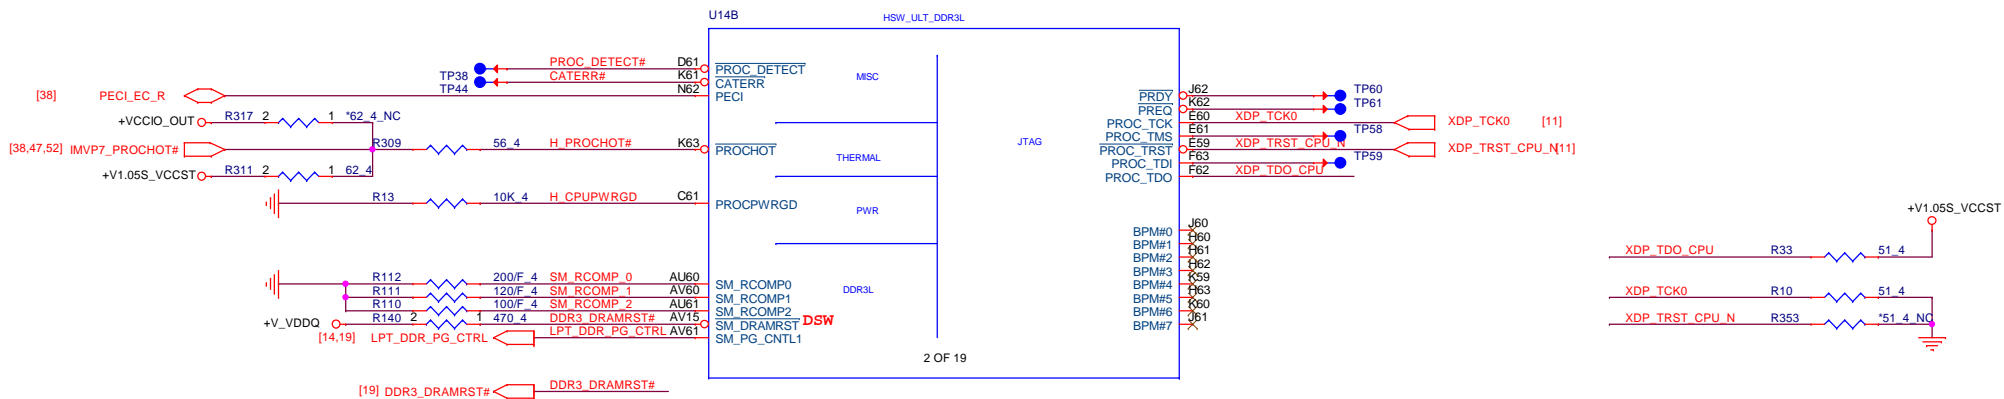 U14B
HSW_ULT_DDR3L
TP38
PROC_DETECT#
D61
PROC_DETECT
MISC
TP44
CATERR#
K61
CATERR
[38]
PECI_EC_R
N62
PECI
+VCCIO_OUT
R317
2
1
*62_4_NC
[38,47,52]
IMVP7_PROCHOT#
R309
56_4
H_PROCHOT#
K63
PROCHOT
THERMAL
+V1.05S_VCCST
R311
2
1
62_4
R13
10K_4
H_CPUPWRGD
C61
PROCPWRGD
PWR
R112
200/F_4
SM_RCOMP_0
AU60
SM_RCOMP0
DDR3L
R111
120/F_4
SM_RCOMP_1
AV60
SM_RCOMP1
R110
100/F_4
SM_RCOMP_2
AU61
SM_RCOMP2
+V_VDDQ
R140
2
1
470_4
DDR3_DRAMRST#
AV15
SM_DRAMRST
DSW
[14,19]
LPT_DDR_PG_CTRL
LPT_DDR_PG_CTRL
AV61
SM_PG_CNTL1
2 OF 19
[19]
DDR3_DRAMRST#
DDR3_DRAMRST#
JTAG
PRDY
J62
TP60
PREQ
K62
TP61
PROC_TCK
E60
XDP_TCK0
XDP_TCK0
[11]
PROC_TMS
E61
TP58
PROC_TRST
E59
XDP_TRST_CPU_N
XDP_TRST_CPU_N
[11]
PROC_TDI
F63
TP59
PROC_TDO
F62
XDP_TDO_CPU
BPM#0
J60
BPM#1
H60
BPM#2
H61
BPM#3
H62
BPM#4
K59
BPM#5
H63
BPM#6
K60
BPM#7
J61
+V1.05S_VCCST
XDP_TDO_CPU
R33
51_4
XDP_TCK0
R10
51_4
XDP_TRST_CPU_N
R353
*51_4_NC